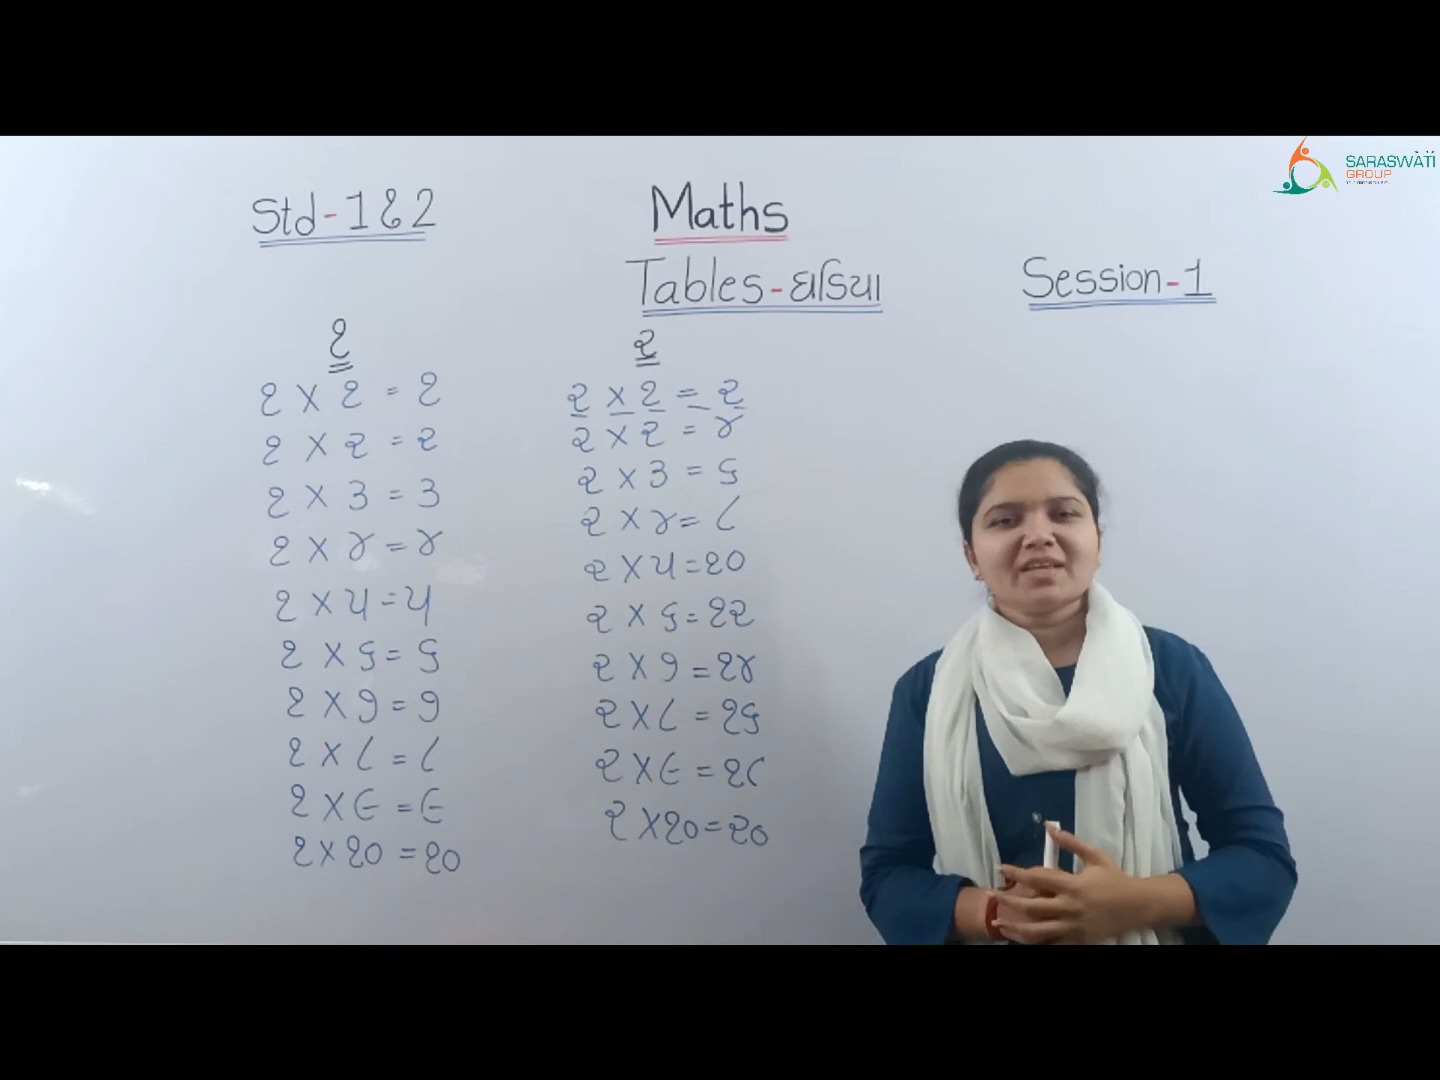 SARASWATI
GROUP
Std-1&2
Maths
Tables-ઘડિયા
Session-1
૧
૧ X ૧ = ૧
૧ X ૨ = ૨
૧ X ૩ = ૩
૧ X ૪ = ૪
૧ X ૫ = ૫
૧ X ૬ = ૬
૧ X ૭ = ૭
૧ X ૮ = ૮
૧ X ૯ = ૯
૧ X ૧૦ = ૧૦
૨
૨ X ૧ = ૨
૨ X ૨ = ૪
૨ X ૩ = ૬
૨ X ૪ = ૮
૨ X ૫ = ૧૦
૨ X ૬ = ૧૨
૨ X ૭ = ૧૪
૨ X ૮ = ૧૬
૨ X ૯ = ૧૮
૨ X ૧૦ = ૨૦